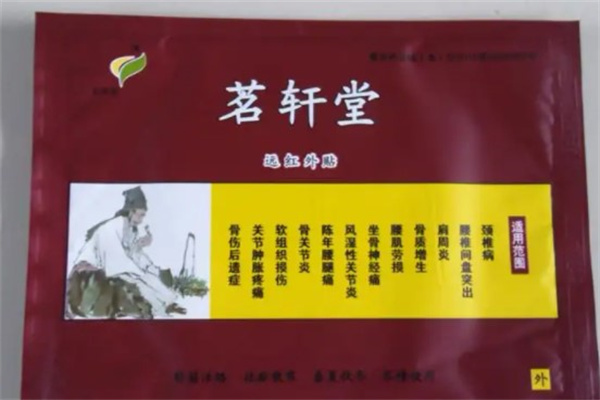 茗轩堂
远红外贴
适用范围
颈椎病
腰椎间盘突出
肩周炎
骨质增生
腰肌劳损
坐骨神经痛
风湿性关节炎
陈年腰腿痛
骨关节炎
软组织损伤
关节肿胀疼痛
骨伤后遗症
外